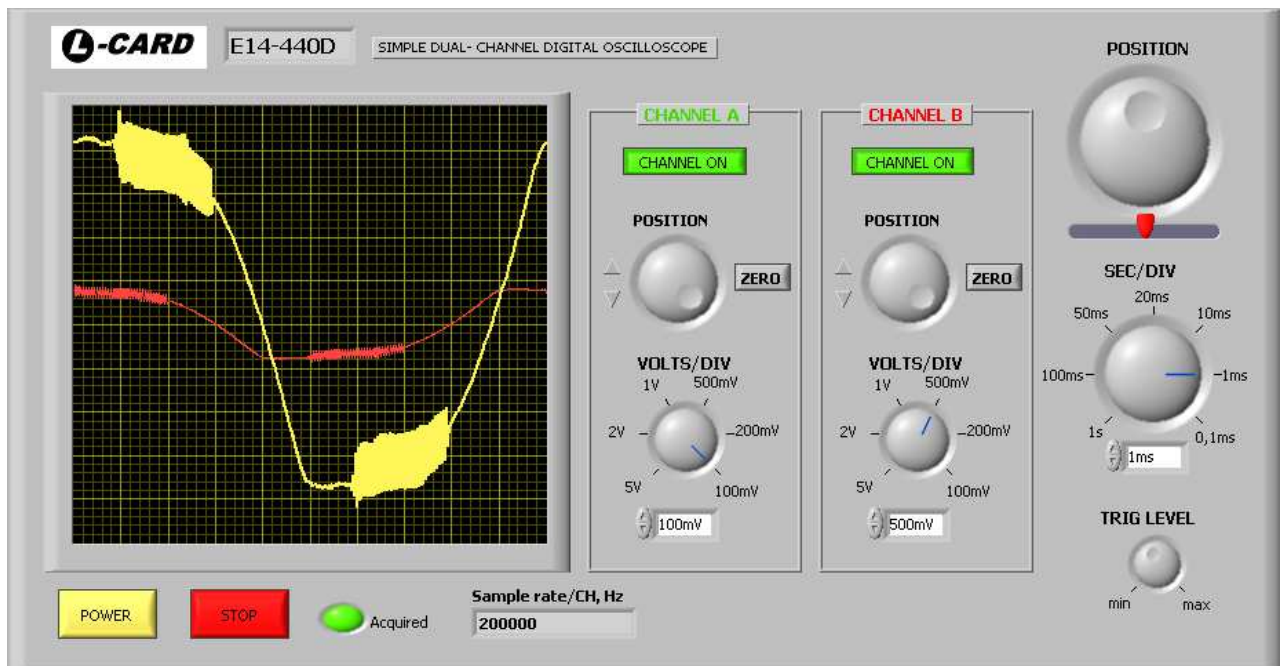 L-CARD
E14-440D
SIMPLE DUAL- CHANNEL DIGITAL OSCILLOSCOPE
POSITION
CHANNEL A
CHANNEL ON
POSITION
ZERO
VOLTS/DIV
1V
500mV
2V
200mV
5V
100mV
100mV
CHANNEL B
CHANNEL ON
POSITION
ZERO
VOLTS/DIV
1V
500mV
2V
200mV
5V
100mV
500mV
SEC/DIV
20ms
50ms
10ms
100ms
1ms
1s
0,1ms
1ms
TRIG LEVEL
min
max
POWER
STOP
Acquired
Sample rate/CH, Hz
200000